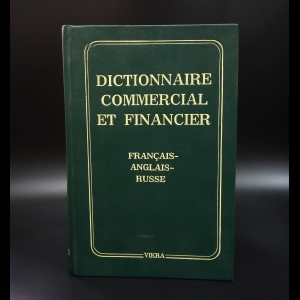 DICTIONNAIRE
COMMERCIAL
ET FINANCIER
FRANÇAIS-
ANGLAIS-
RUSSE
VIKRA